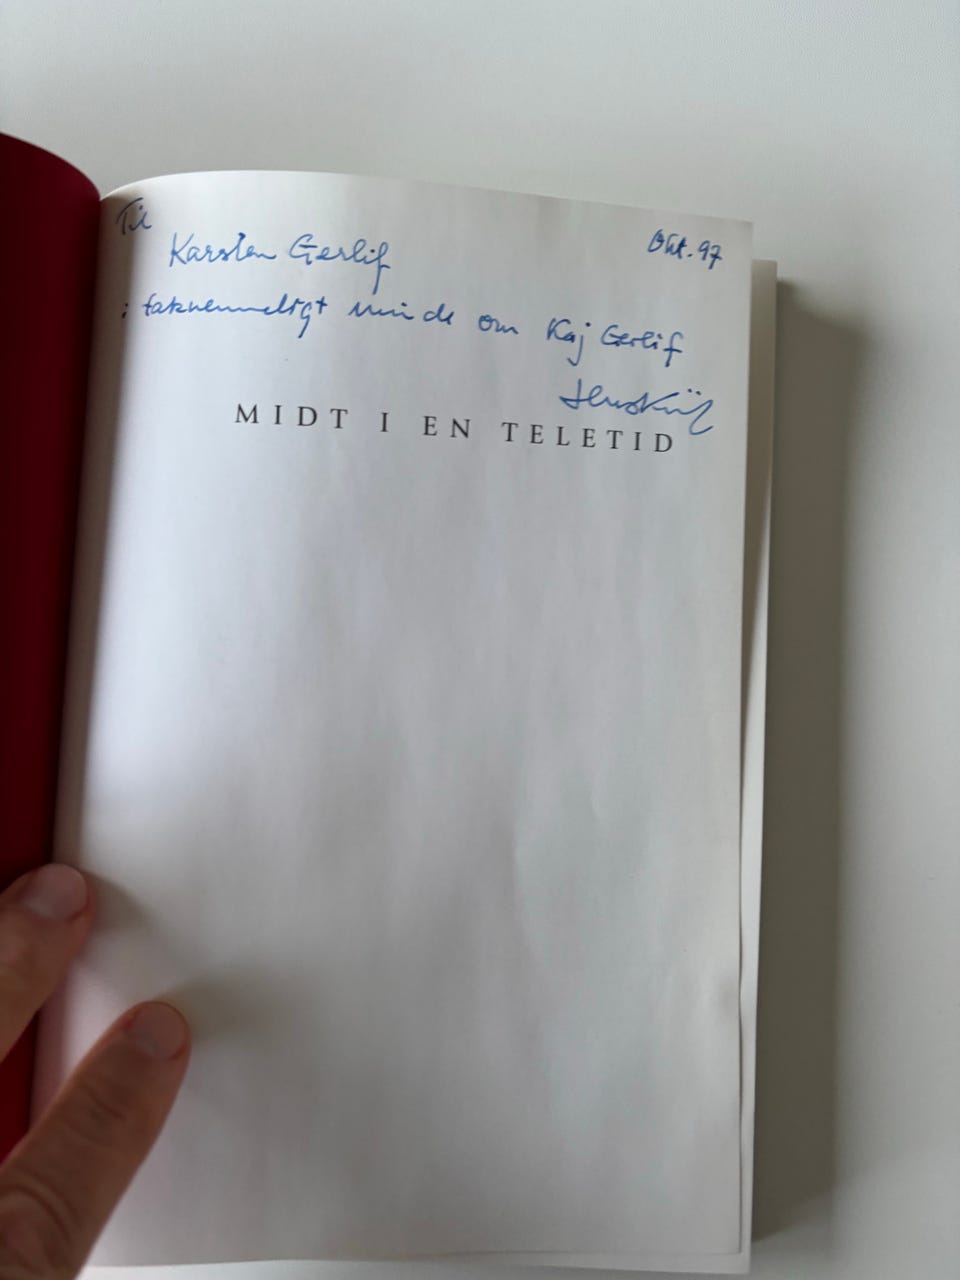 Til
Okt. 97
Karsten Gerlif
i taknemmeligt minde om Kaj Gerlif
MIDT I EN TELETID